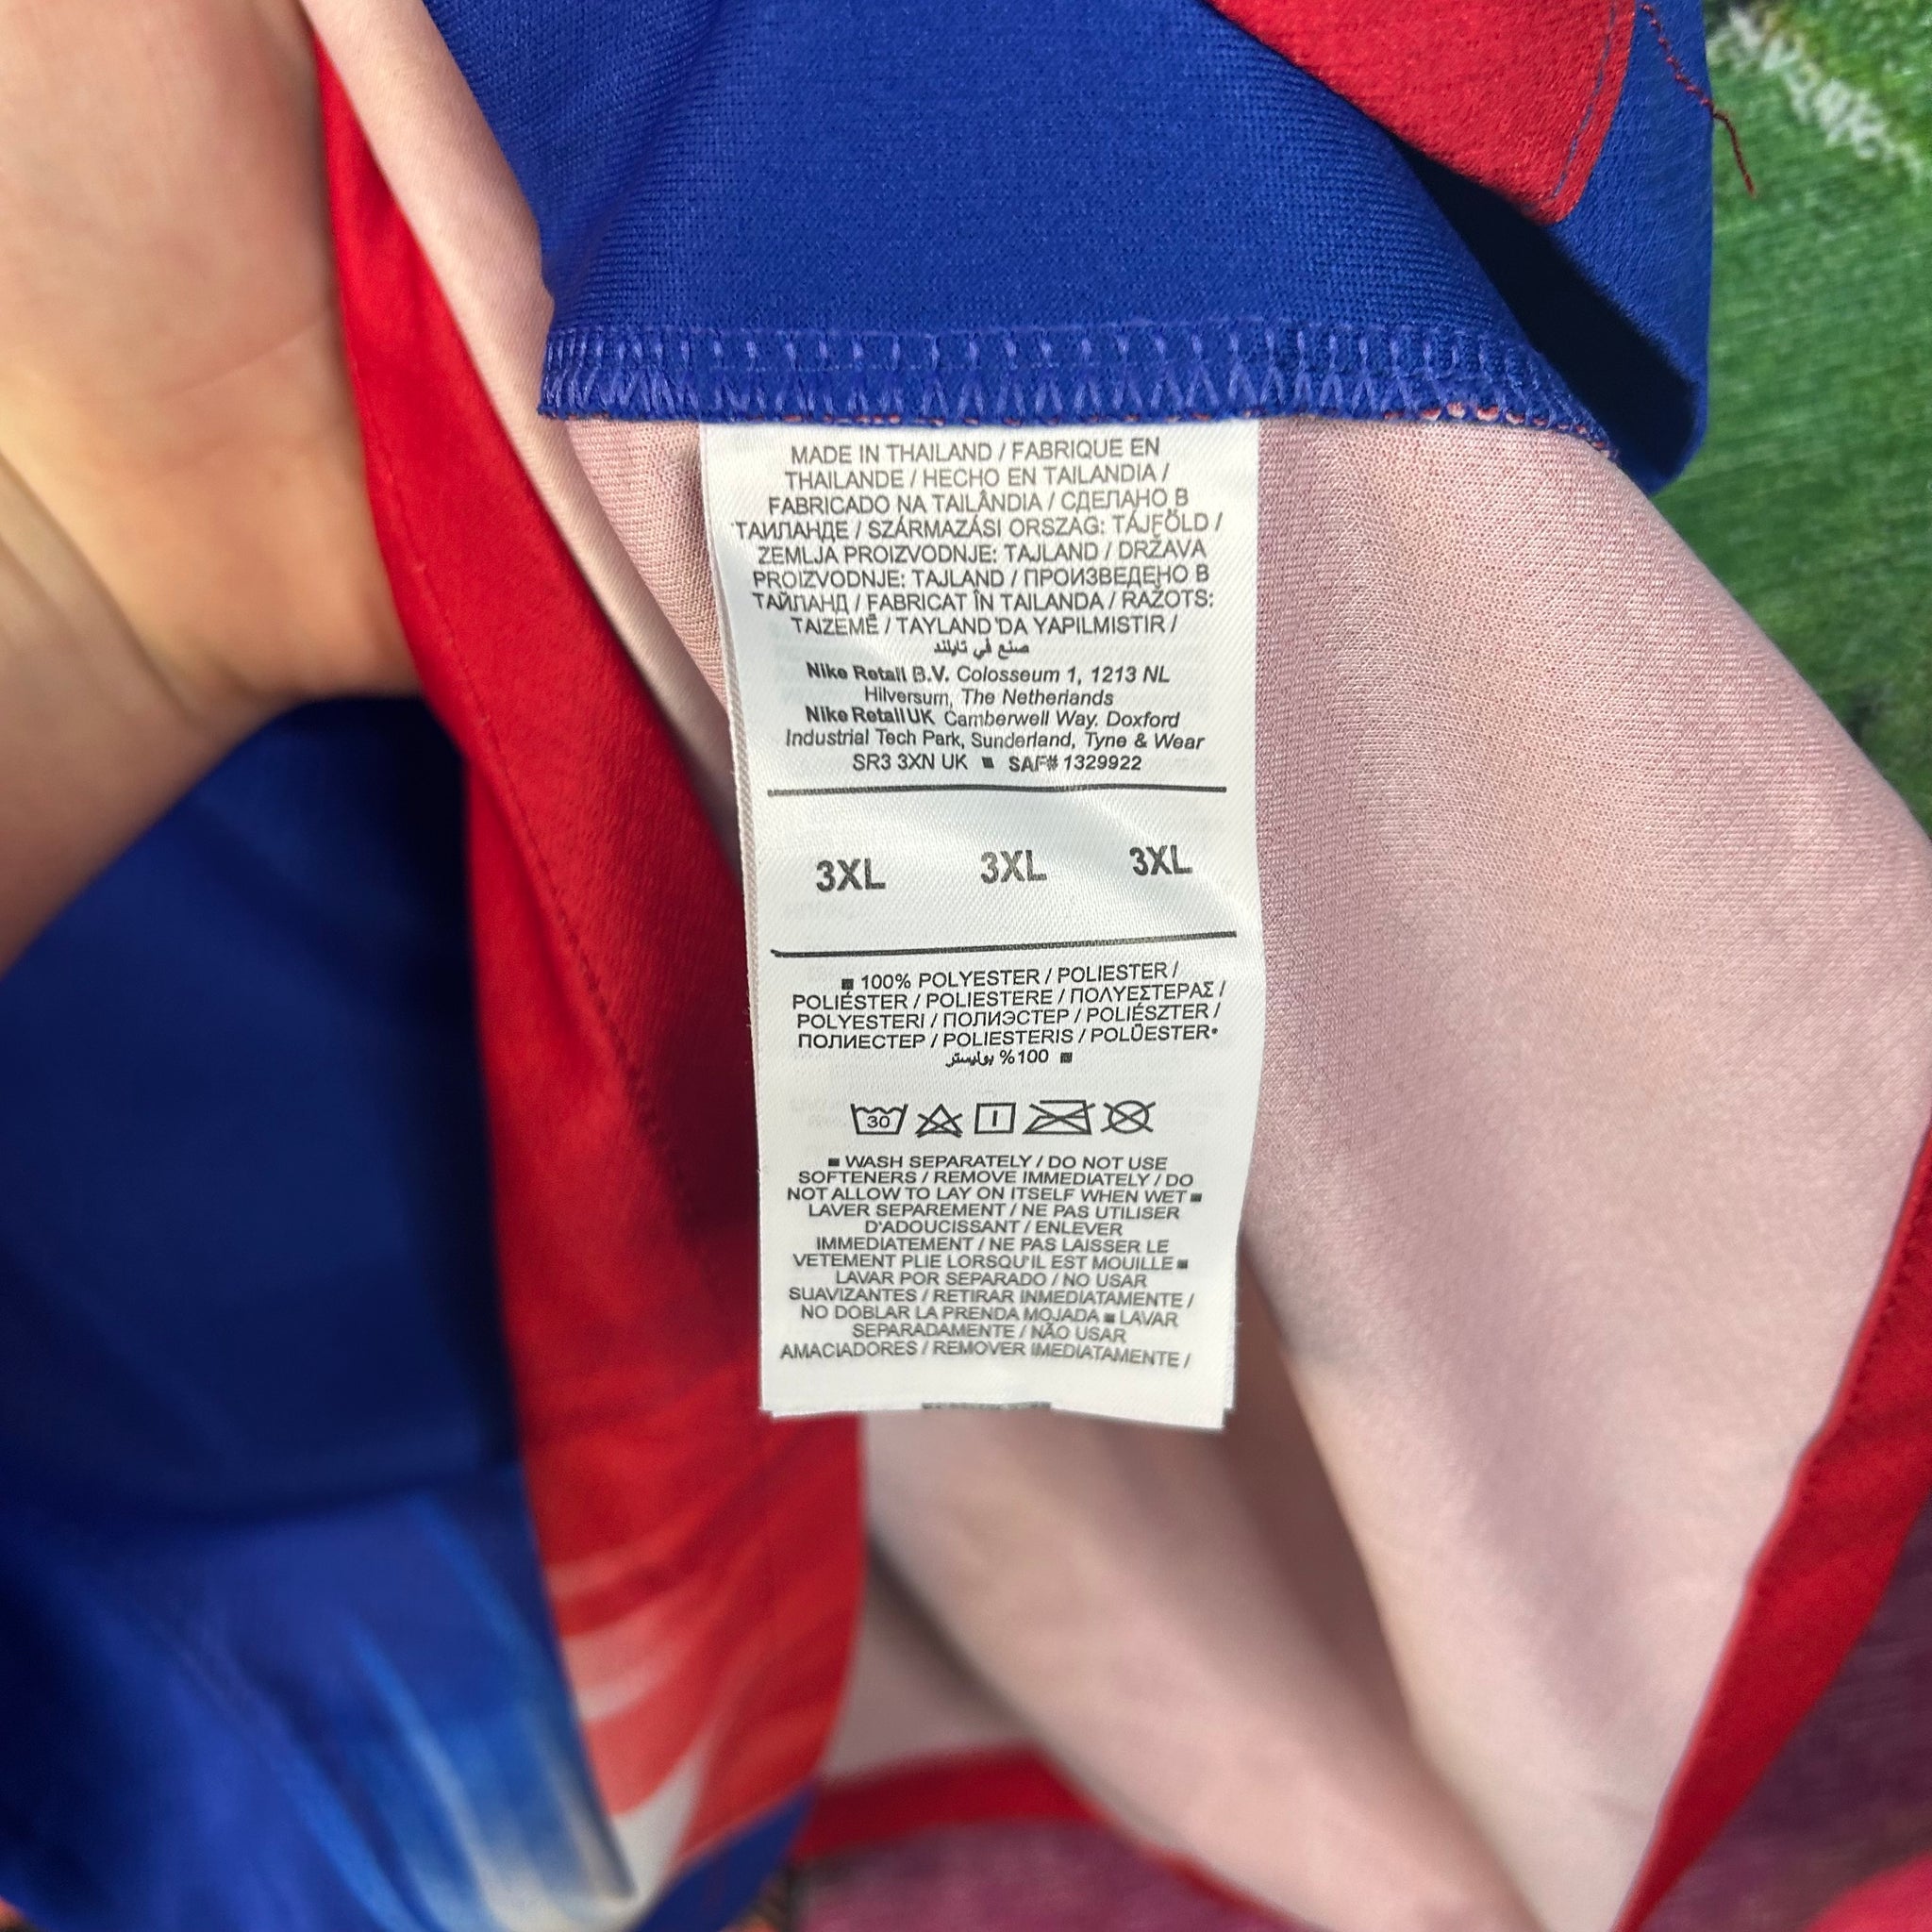 MADE IN THAILAND / FABRIQUE EN
THAILANDE / HECHO EN TAILANDIA /
FABRICADO NA TAILÂNDIA / СДЕЛАНО В
ТАИЛАНДЕ / SZÁRMAZÁSI ORSZAG: TÁJFÖLD /
ZEMLJA PROIZVODNJE: TAJLAND / DRŽAVA
PROIZVODNJE: TAJLAND / ПРОИЗВЕДЕНО В
ТАЙЛАНД / FABRICAT ÎN TAILANDA / RAŽOTS:
TAIZEMĒ / TAYLAND'DA YAPILMISTIR /
صنع في تايلند
Nike Retail B.V. Colosseum 1, 1213 NL
Hilversum, The Netherlands
Nike Retail UK Camberwell Way. Doxford
Industrial Tech Park, Sunderland, Tyne & Wear
SR3 3XN UK ■ SAF# 1329922
3XL 3XL 3XL
■ 100% POLYESTER / POLIESTER /
POLIÉSTER / POLIESTERE / ΠΟΛΥΕΣΤΕΡΑΣ /
POLYESTERI / ПОЛИЭСТЕР / POLIÉSZTER /
ПОЛИЕСТЕР / POLIESTERIS / POLÜESTER•
100% بوليستر ■
30
■ WASH SEPARATELY / DO NOT USE
SOFTENERS / REMOVE IMMEDIATELY / DO
NOT ALLOW TO LAY ON ITSELF WHEN WET ■
LAVER SEPAREMENT / NE PAS UTILISER
D'ADOUCISSANT / ENLEVER
IMMEDIATEMENT / NE PAS LAISSER LE
VETEMENT PLIE LORSQU'IL EST MOUILLE ■
LAVAR POR SEPARADO / NO USAR
SUAVIZANTES / RETIRAR INMEDIATAMENTE /
NO DOBLAR LA PRENDA MOJADA ■ LAVAR
SEPARADAMENTE / NÃO USAR
AMACIADORES / REMOVER IMEDIATAMENTE /